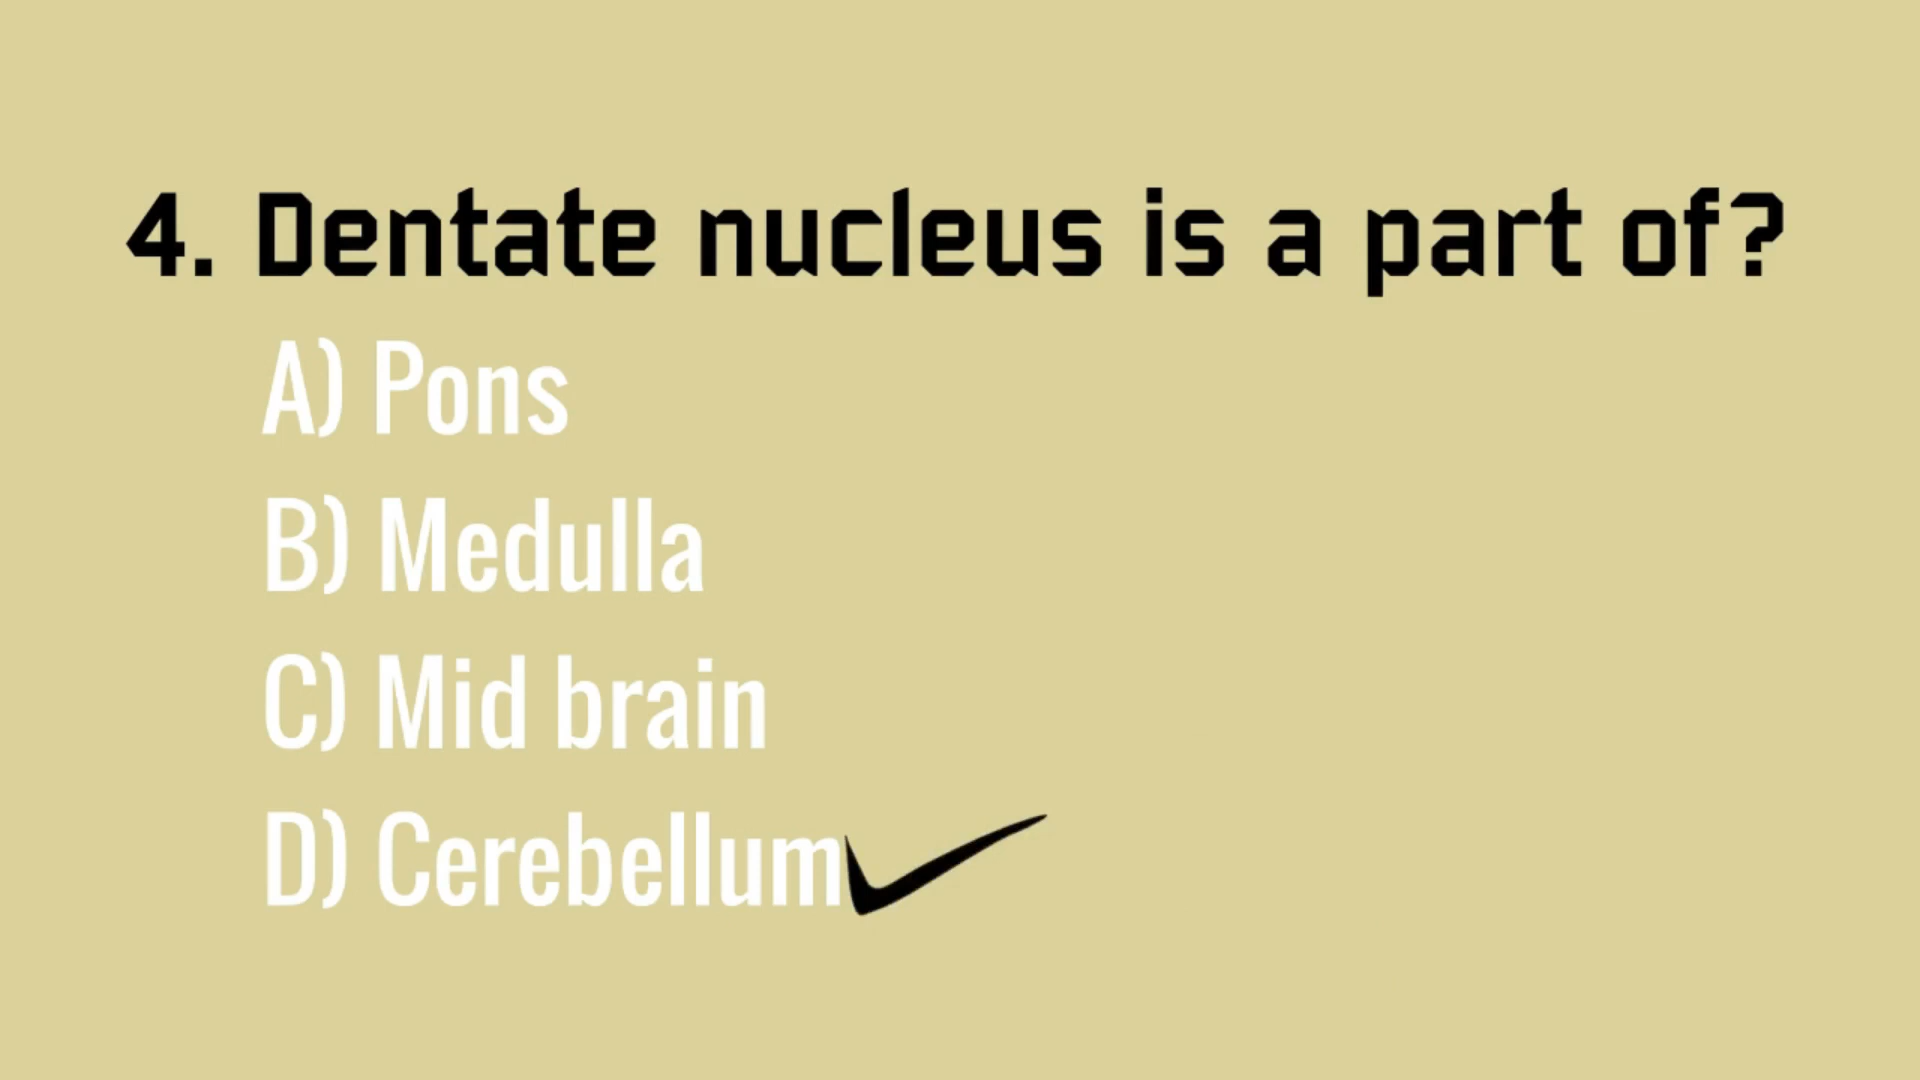 4. Dentate nucleus is a part of?
A) Pons
B) Medulla
C) Mid brain
D) Cerebellum